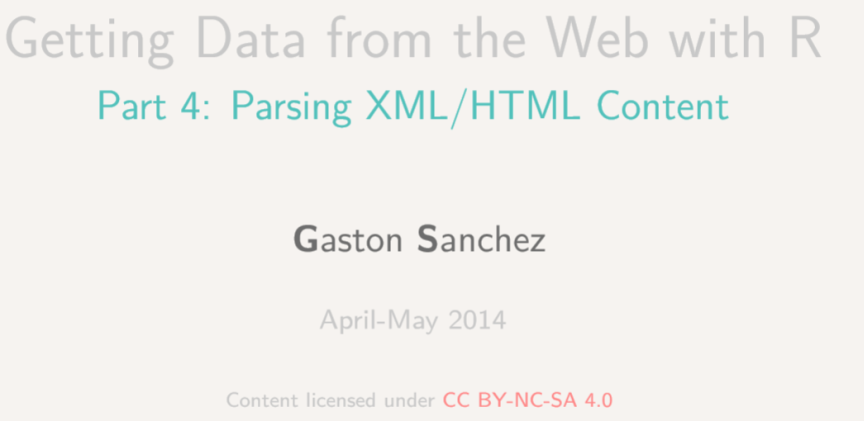 Getting Data from the Web with R
Part 4: Parsing XML/HTML Content
Gaston Sanchez
April-May 2014
Content licensed under CC BY-NC-SA 4.0